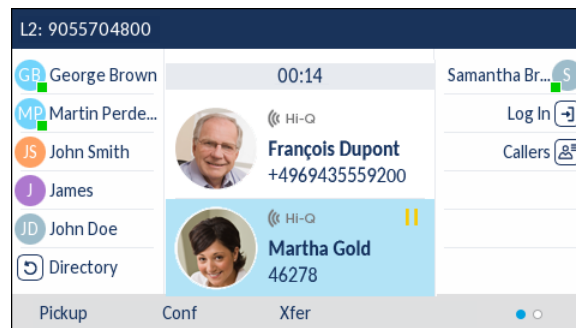 L2: 9055704800
GB George Brown
MP Martin Perde...
JS John Smith
J James
JD John Doe
Directory
00:14
Hi-Q
François Dupont
+4969435559200
Hi-Q
Martha Gold
46278
Samantha Br... S
Log In
Callers
Pickup Conf Xfer